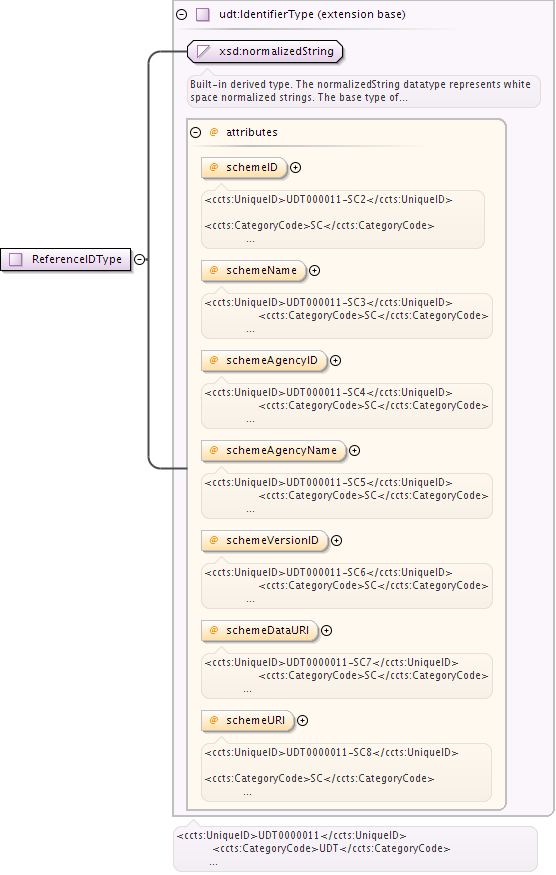 udt:IdentifierType (extension base)
xsd:normalizedString
Built-in derived type. The normalizedString datatype represents white
space normalized strings. The base type of...
@ attributes
@ schemeID
<ccts:UniqueID>UDT000011-SC2</ccts:UniqueID>
<ccts:CategoryCode>SC</ccts:CategoryCode>
...
ReferenceIDType
@ schemeName
<ccts:UniqueID>UDT000011-SC3</ccts:UniqueID>
<ccts:CategoryCode>SC</ccts:CategoryCode>
...
@ schemeAgencyID
<ccts:UniqueID>UDT000011-SC4</ccts:UniqueID>
<ccts:CategoryCode>SC</ccts:CategoryCode>
...
@ schemeAgencyName
<ccts:UniqueID>UDT000011-SC5</ccts:UniqueID>
<ccts:CategoryCode>SC</ccts:CategoryCode>
...
@ schemeVersionID
<ccts:UniqueID>UDT000011-SC6</ccts:UniqueID>
<ccts:CategoryCode>SC</ccts:CategoryCode>
...
@ schemeDataURI
<ccts:UniqueID>UDT0000011-SC7</ccts:UniqueID>
<ccts:CategoryCode>SC</ccts:CategoryCode>
...
@ schemeURI
<ccts:UniqueID>UDT0000011-SC8</ccts:UniqueID>
<ccts:CategoryCode>SC</ccts:CategoryCode>
...
<ccts:UniqueID>UDT0000011</ccts:UniqueID>
<ccts:CategoryCode>UDT</ccts:CategoryCode>
...